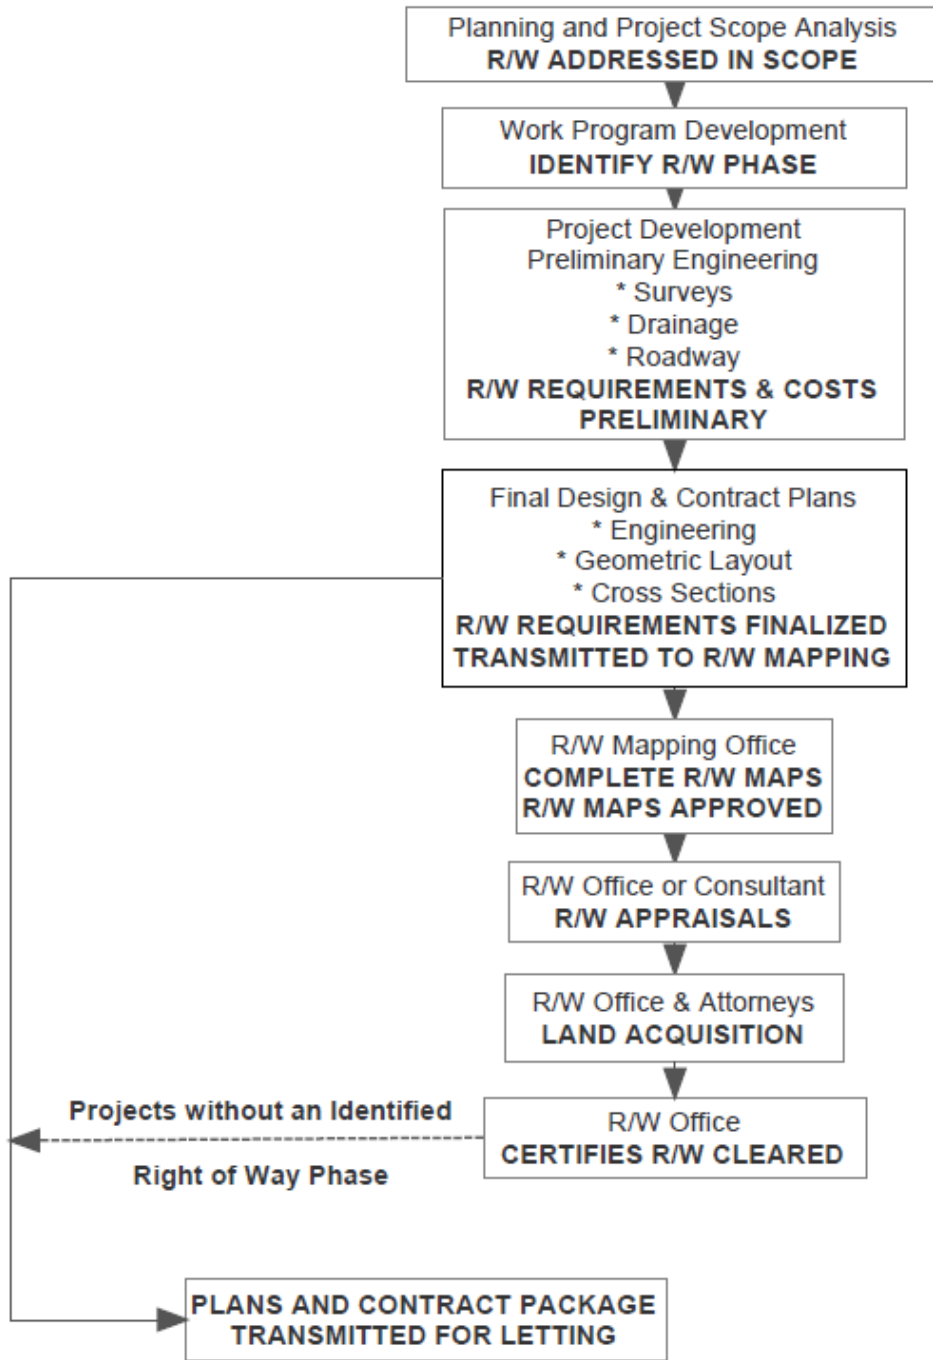 Planning and Project Scope Analysis
R/W ADDRESSED IN SCOPE
Work Program Development
IDENTIFY R/W PHASE
Project Development
Preliminary Engineering
* Surveys
* Drainage
* Roadway
R/W REQUIREMENTS & COSTS
PRELIMINARY
Final Design & Contract Plans
* Engineering
* Geometric Layout
* Cross Sections
R/W REQUIREMENTS FINALIZED
TRANSMITTED TO R/W MAPPING
R/W Mapping Office
COMPLETE R/W MAPS
R/W MAPS APPROVED
R/W Office or Consultant
R/W APPRAISALS
R/W Office & Attorneys
LAND ACQUISITION
R/W Office
CERTIFIES R/W CLEARED
Projects without an Identified
Right of Way Phase
PLANS AND CONTRACT PACKAGE
TRANSMITTED FOR LETTING